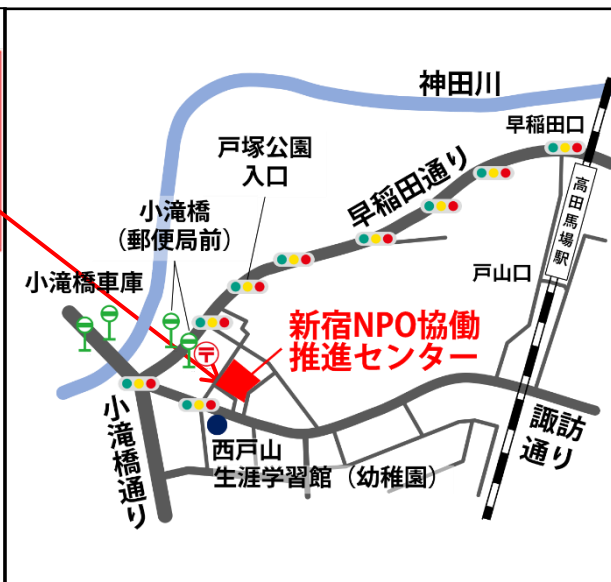 神田川
早稲田口
戸塚公園
入口
早稲田通り
高田馬場駅
小滝橋
（郵便局前）
戸山口
小滝橋車庫
新宿NPO協働
推進センター
〒
小滝橋通り
諏訪
通り
西戸山
生涯学習館（幼稚園）